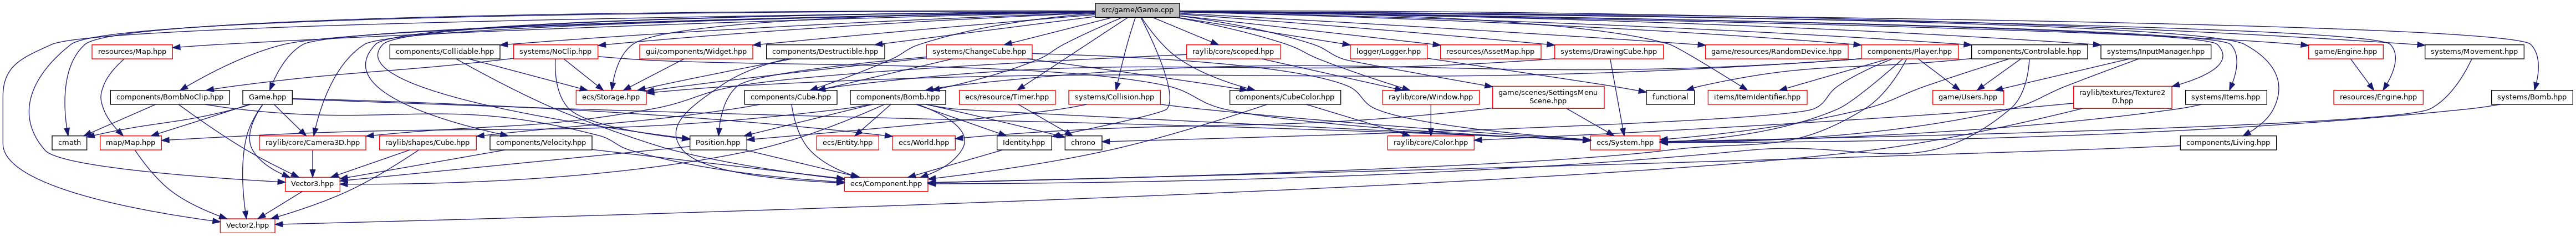 src/game/Game.cpp
resources/Map.hpp
components/Collidable.hpp
systems/NoClip.hpp
gui/components/Widget.hpp
components/Destructible.hpp
systems/ChangeCube.hpp
raylib/core/scoped.hpp
logger/Logger.hpp
resources/AssetMap.hpp
systems/DrawingCube.hpp
game/resources/RandomDevice.hpp
components/Player.hpp
components/Controlable.hpp
systems/InputManager.hpp
game/Engine.hpp
systems/Movement.hpp
components/BombNoClip.hpp
Game.hpp
ecs/Storage.hpp
components/Cube.hpp
components/Bomb.hpp
ecs/resource/Timer.hpp
systems/Collision.hpp
components/CubeColor.hpp
raylib/core/Window.hpp
game/scenes/SettingsMenu
Scene.hpp
functional
items/ItemIdentifier.hpp
game/Users.hpp
raylib/textures/Texture2
D.hpp
systems/Items.hpp
resources/Engine.hpp
systems/Bomb.hpp
cmath
map/Map.hpp
raylib/core/Camera3D.hpp
raylib/shapes/Cube.hpp
components/Velocity.hpp
Position.hpp
ecs/Entity.hpp
ecs/World.hpp
Identity.hpp
chrono
raylib/core/Color.hpp
ecs/System.hpp
components/Living.hpp
Vector3.hpp
ecs/Component.hpp
Vector2.hpp